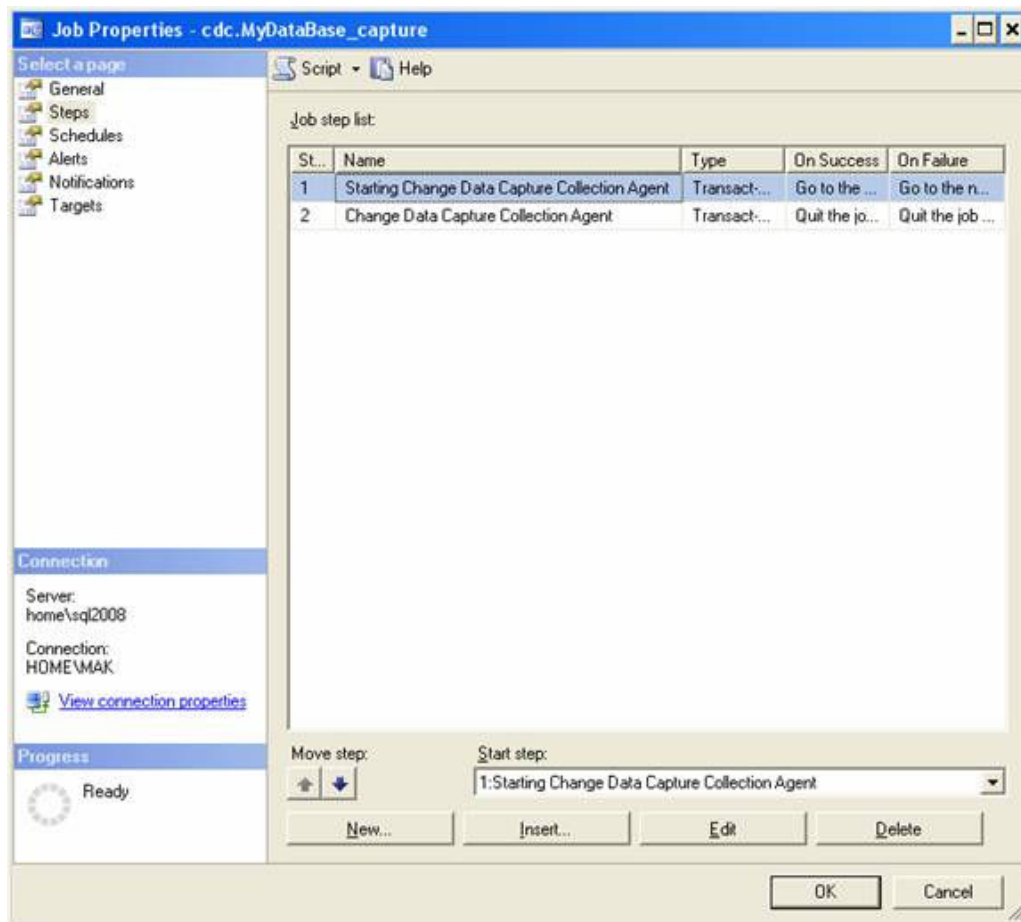 Job Properties - cdc.MyDataBase_capture
Select a page
General
Steps
Schedules
Alerts
Notifications
Targets
Script Help
Job step list:
St... Name Type On Success On Failure
1 Starting Change Data Capture Collection Agent Transact-... Go to the ... Go to the n...
2 Change Data Capture Collection Agent Transact-... Quit the jo... Quit the job ...
Connection
Server:
home\sql2008
Connection:
HOME\MAK
View connection properties
Progress
Ready
Move step: Start step:
1:Starting Change Data Capture Collection Agent
New... Insert... Edit Delete
OK Cancel